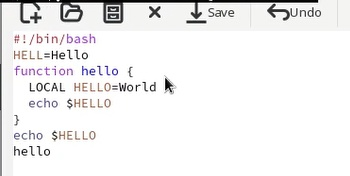 Save Undo
#!/bin/bash
HELL=Hello
function hello {
LOCAL HELLO=World
echo $HELLO
}
echo $HELLO
hello